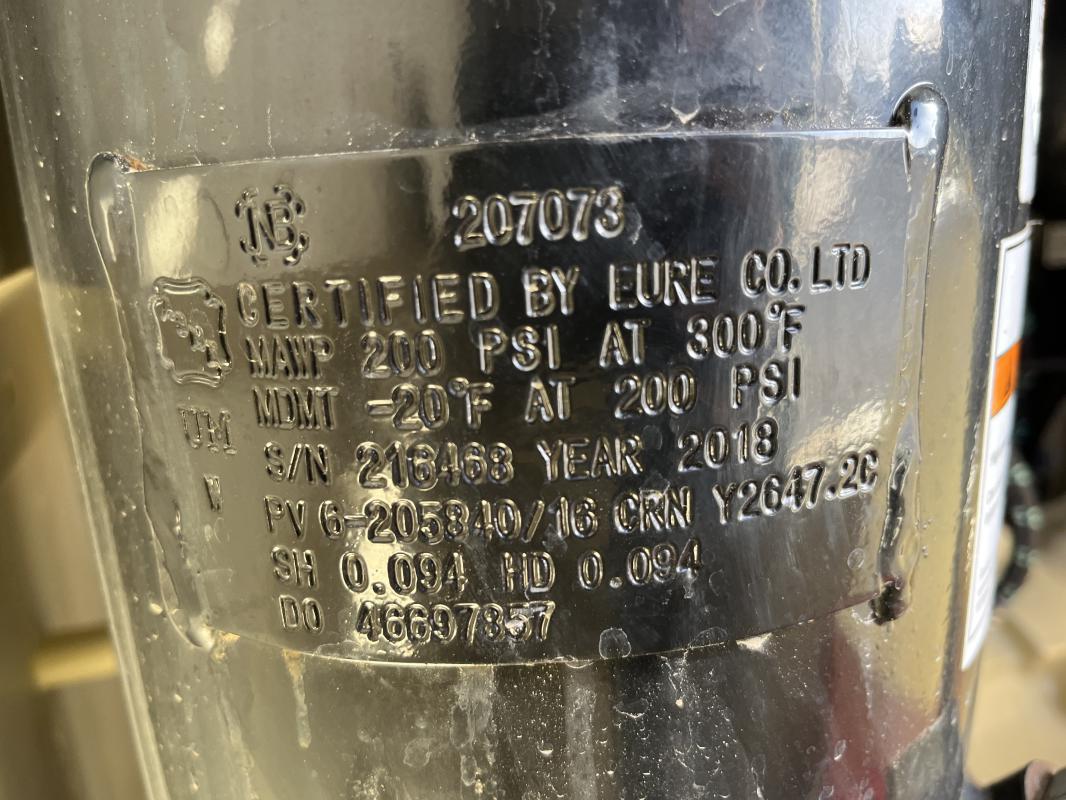 NB 207073
CERTIFIED BY EURE CO. LTD
MAWP 200 PSI AT 300°F
MDMT -20°F AT 200 PSI
UM
S/N 216468 YEAR 2018
W
PV 6-205840/16 CRN Y2647.2C
SH 0.094 HD 0.094
DO 46697857